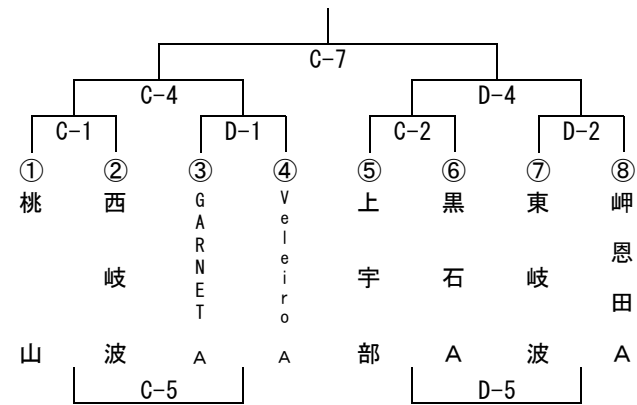 C-7
C-4
D-4
C-1
D-1
C-2
D-2
①
②
③
④
⑤
⑥
⑦
⑧
桃山
西岐波
GARNET A
Veleiro A
上宇部
黒石A
東岐波
岬恩田A
C-5
D-5